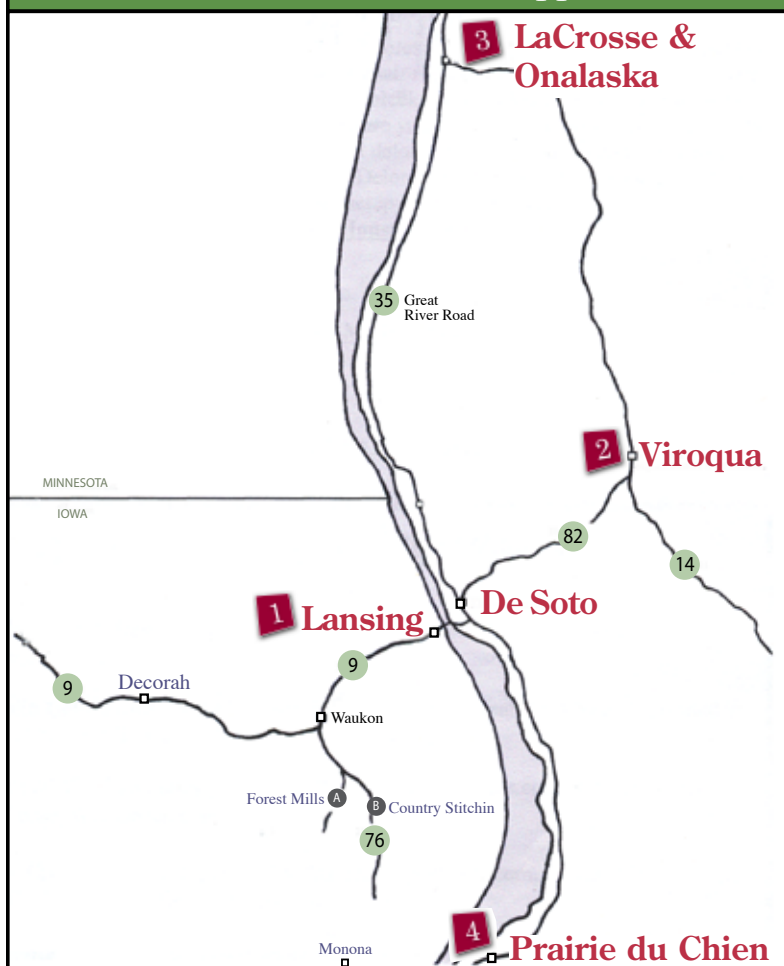 3
LaCrosse &
Onalaska
35
Great
River Road
2
Viroqua
MINNESOTA
IOWA
82
14
1
Lansing
De Soto
9
9
Decorah
Waukon
Forest Mills
A
B
Country Stitchin
76
4
Monona
Prairie du Chien